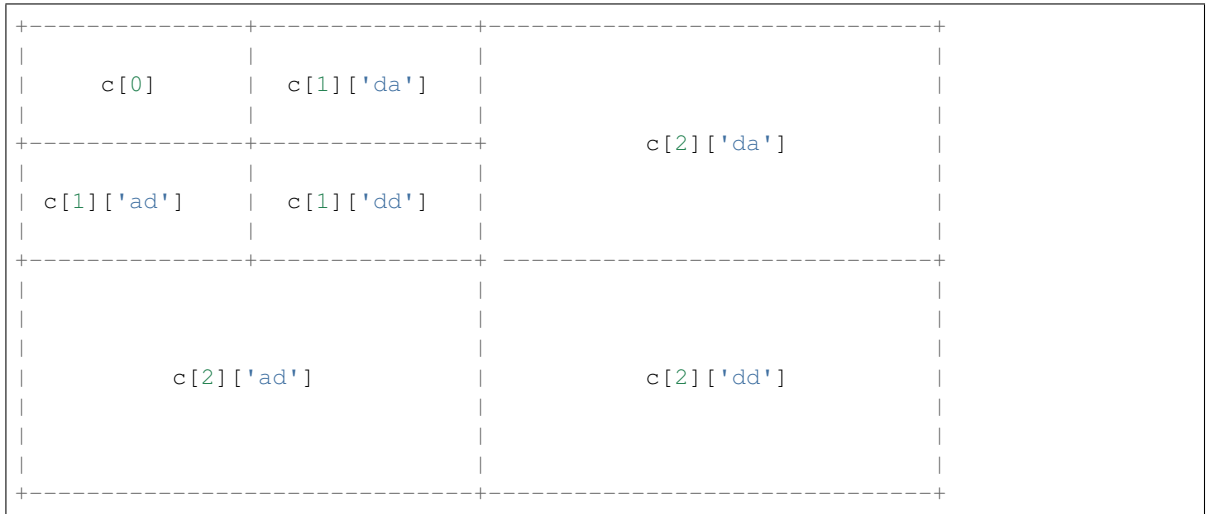 +---------------+---------------+-------------------------------+
|               |               |                               |
|     c[0]      |  c[1]['da']   |                               |
|               |               |                               |
+---------------+---------------+           c[2]['da']          |
|               |               |                               |
| c[1]['ad']    |  c[1]['dd']   |                               |
|               |               |                               |
+---------------+---------------+ ------------------------------+
|                               |                               |
|                               |                               |
|                               |                               |
|          c[2]['ad']           |           c[2]['dd']          |
|                               |                               |
|                               |                               |
|                               |                               |
+-------------------------------+-------------------------------+